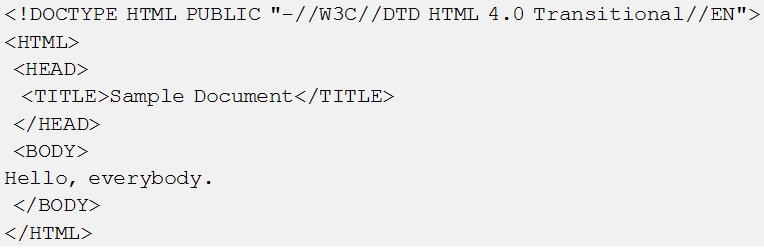 <!DOCTYPE HTML PUBLIC "-//W3C//DTD HTML 4.0 Transitional//EN">
<HTML>
<HEAD>
<TITLE>Sample Document</TITLE>
</HEAD>
<BODY>
Hello, everybody.
</BODY>
</HTML>